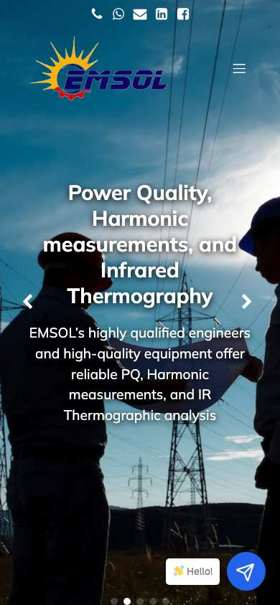 EMSOL
Power Quality,
Harmonic
measurements, and
Infrared
Thermography
EMSOL's highly qualified engineers
and high-quality equipment offer
reliable PQ, Harmonic
measurements, and IR
Thermographic analysis
👋 Hello!